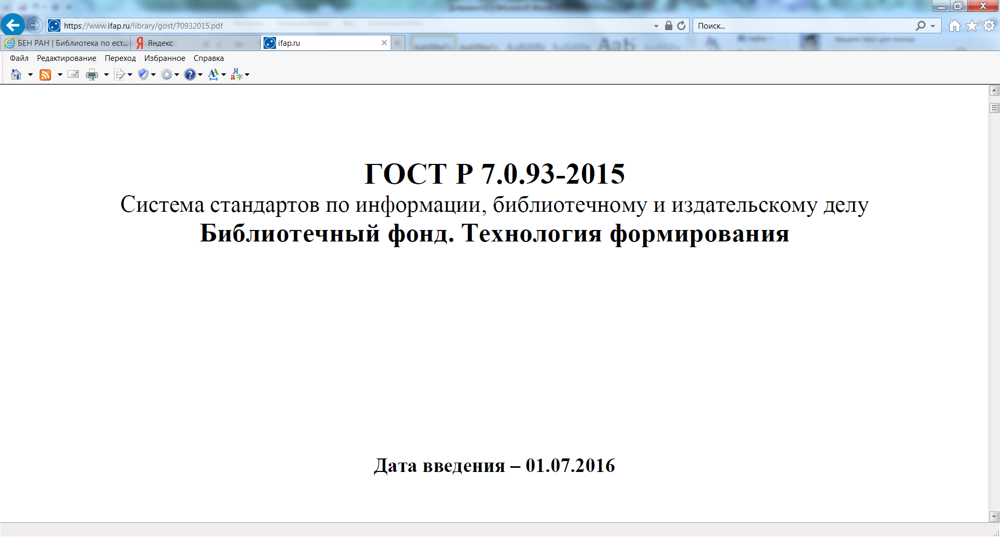 https://www.ifap.ru/library/gost/70932015.pdf
Поиск...
БЕН РАН | Библиотека по ест...
Яндекс
ifap.ru
Файл Редактирование Переход Избранное Справка
ГОСТ Р 7.0.93-2015
Система стандартов по информации, библиотечному и издательскому делу
Библиотечный фонд. Технология формирования
Дата введения – 01.07.2016